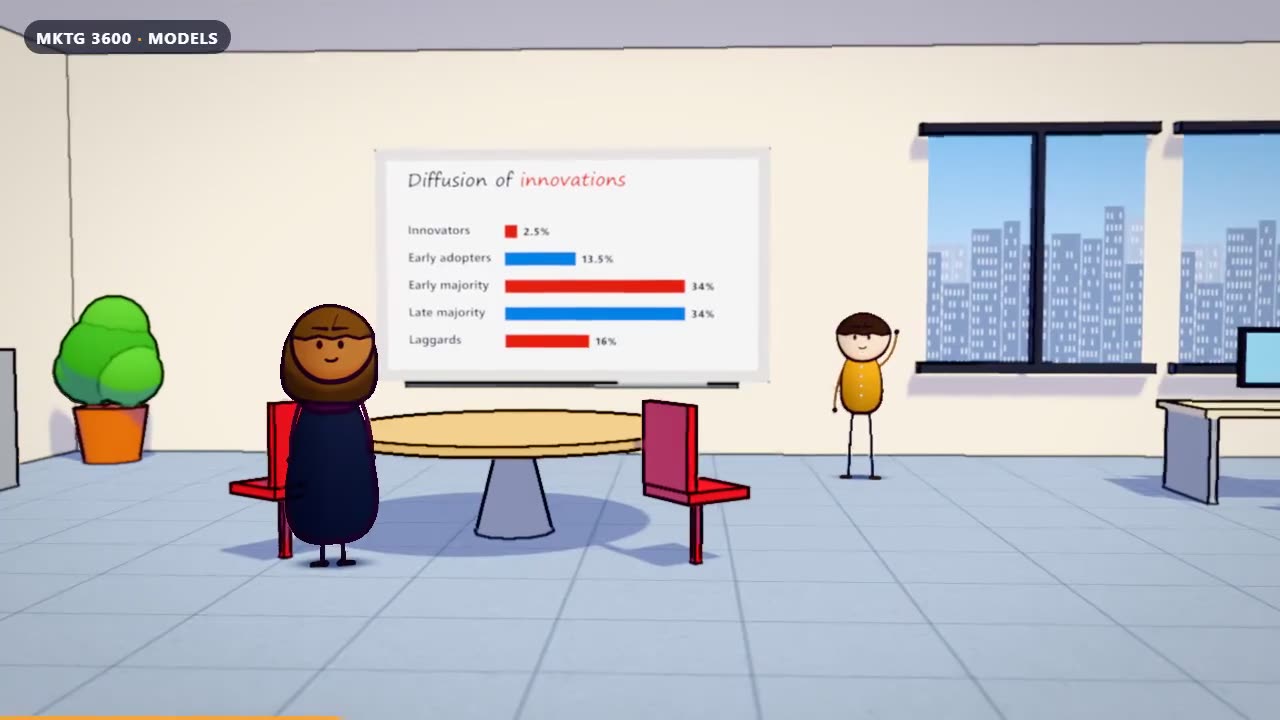 MKTG 3600 · MODELS
Diffusion of innovations
Innovators 2.5%
Early adopters 13.5%
Early majority 34%
Late majority 34%
Laggards 16%